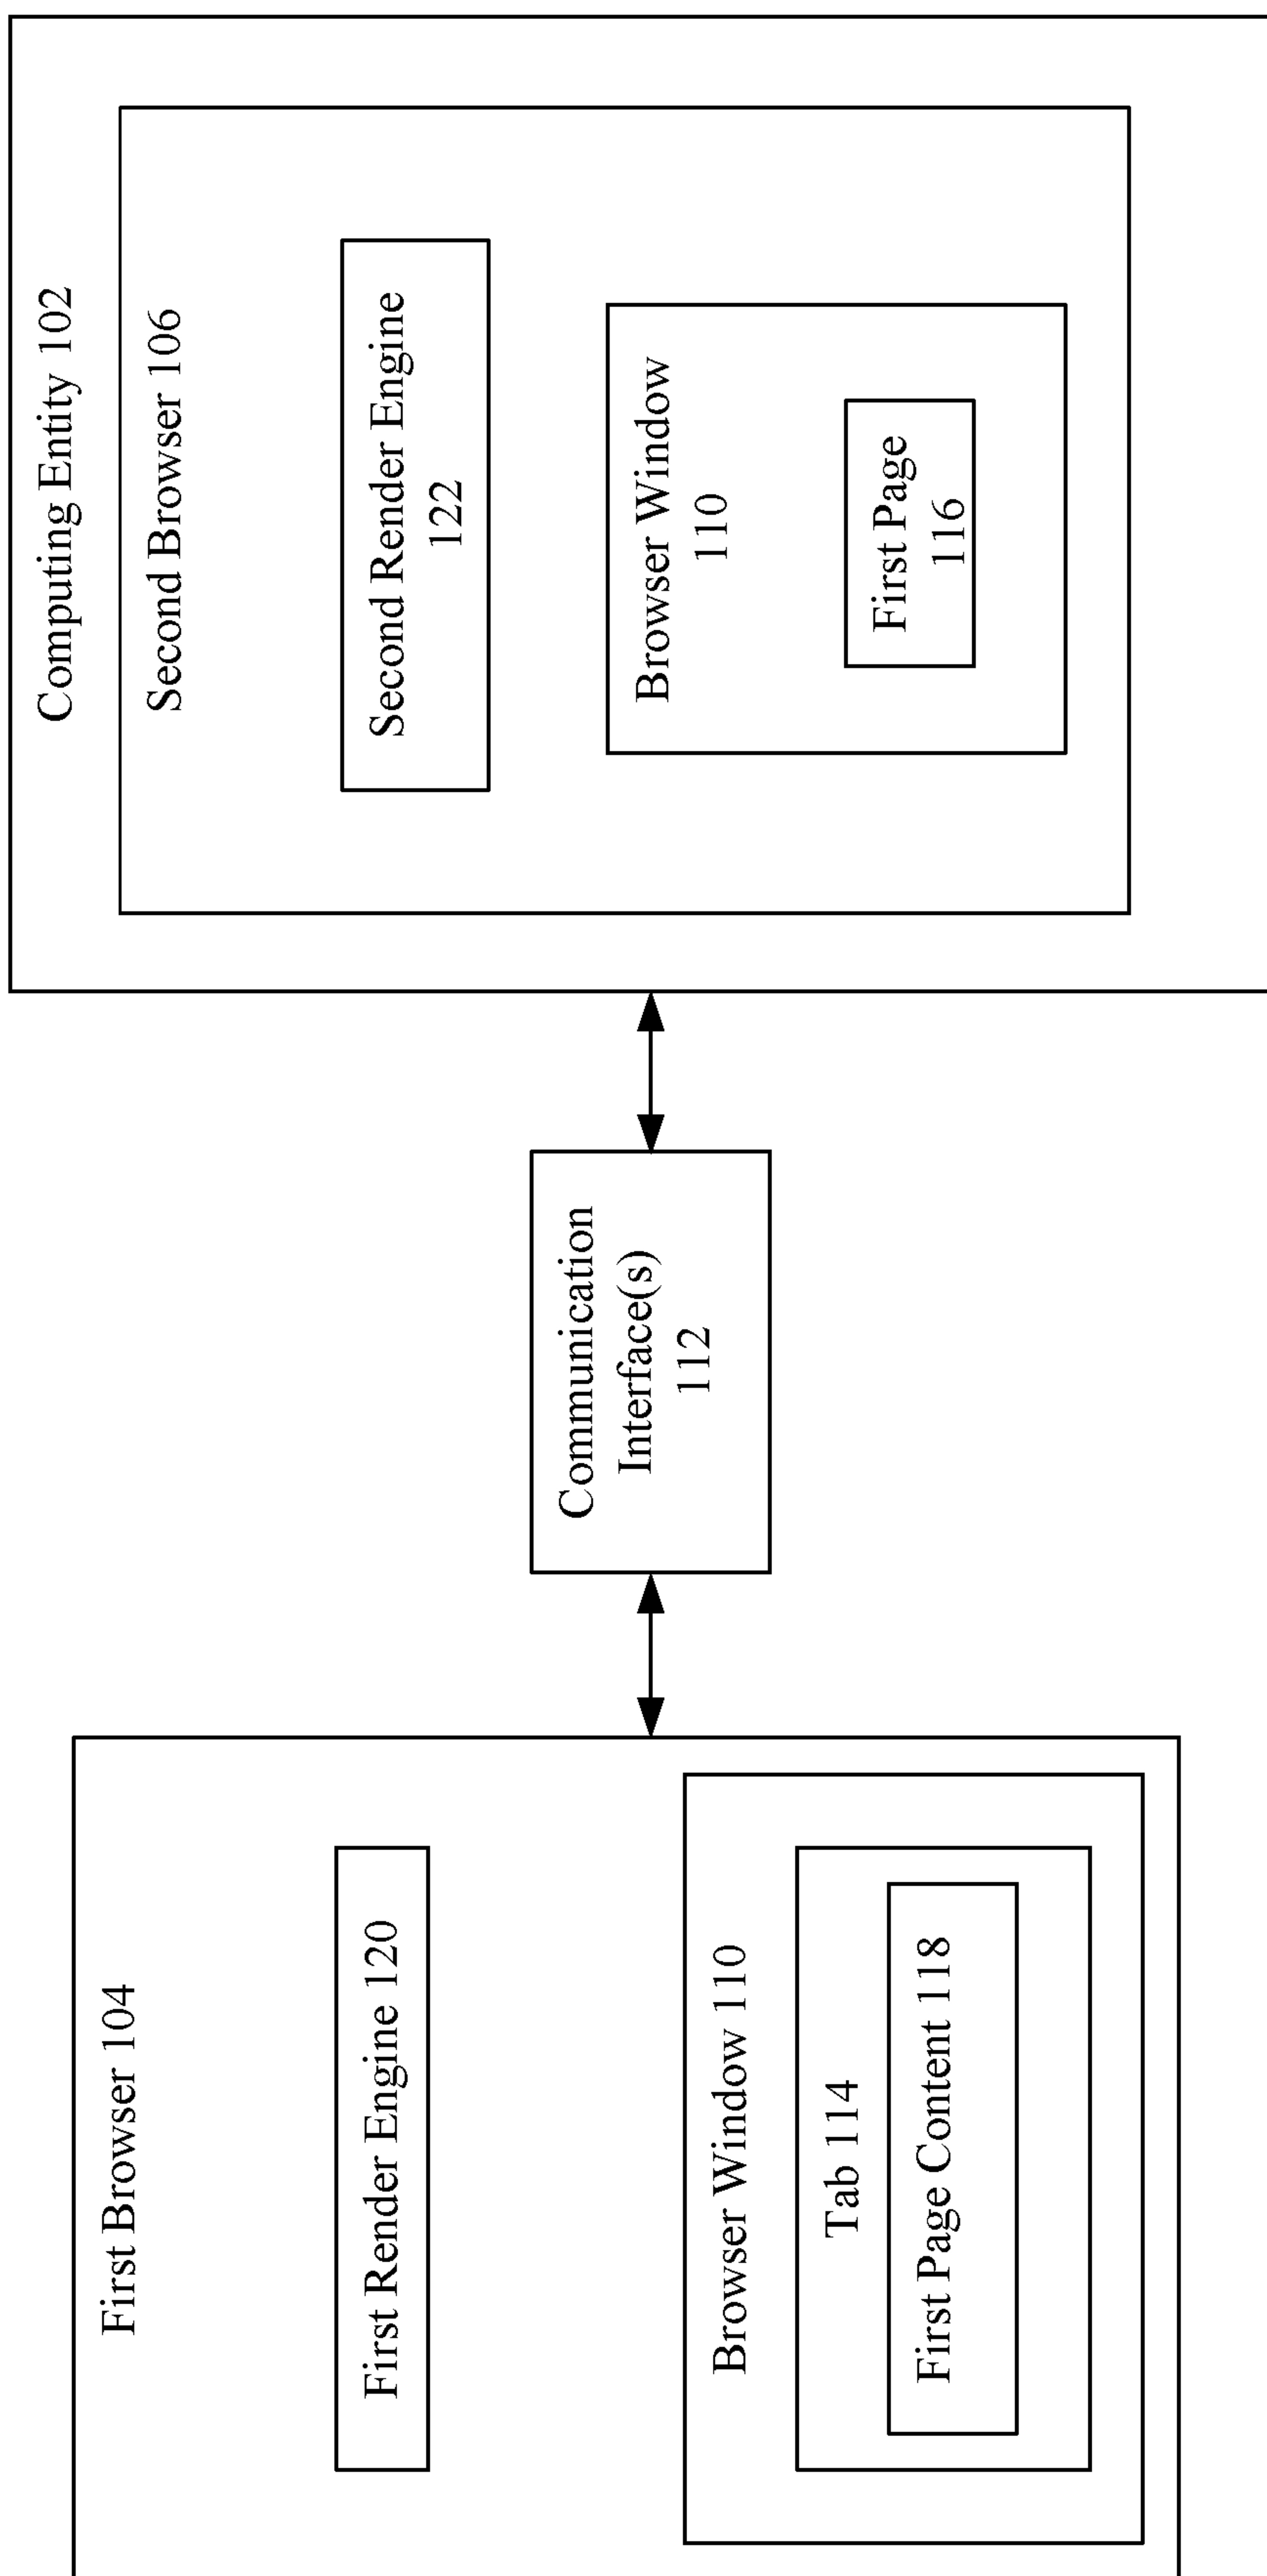 First Browser 104
First Render Engine 120
Browser Window 110
Tab 114
First Page Content 118
Communication
Interface(s)
112
Computing Entity 102
Second Browser 106
Second Render Engine
122
Browser Window
110
First Page
116